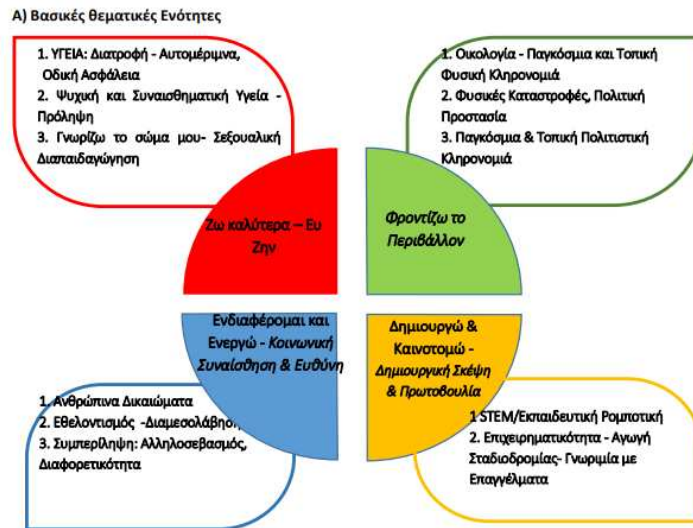 Α) Βασικές θεματικές Ενότητες
1. ΥΓΕΙΑ: Διατροφή - Αυτομέριμνα,
Οδική Ασφάλεια
2. Ψυχική και Συναισθηματική Υγεία -
Πρόληψη
3. Γνωρίζω το σώμα μου- Σεξουαλική
Διαπαιδαγώγηση
1. Οικολογία - Παγκόσμια και Τοπική
Φυσική Κληρονομιά
2. Φυσικές Καταστροφές, Πολιτική
Προστασία
3. Παγκόσμια & Τοπική Πολιτιστική
Κληρονομιά
Ζω καλύτερα – Ευ
Ζην
Φροντίζω το
Περιβάλλον
Ενδιαφέρομαι και
Ενεργώ - Κοινωνική
Συναίσθηση & Ευθύνη
Δημιουργώ &
Καινοτομώ -
Δημιουργική Σκέψη
& Πρωτοβουλία
1. Ανθρώπινα Δικαιώματα
2. Εθελοντισμός -Διαμεσολάβηση
3. Συμπερίληψη: Αλληλοσεβασμός,
Διαφορετικότητα
1 STEM/Εκπαιδευτική Ρομποτική
2. Επιχειρηματικότητα - Αγωγή
Σταδιοδρομίας- Γνωριμία με
Επαγγέλματα